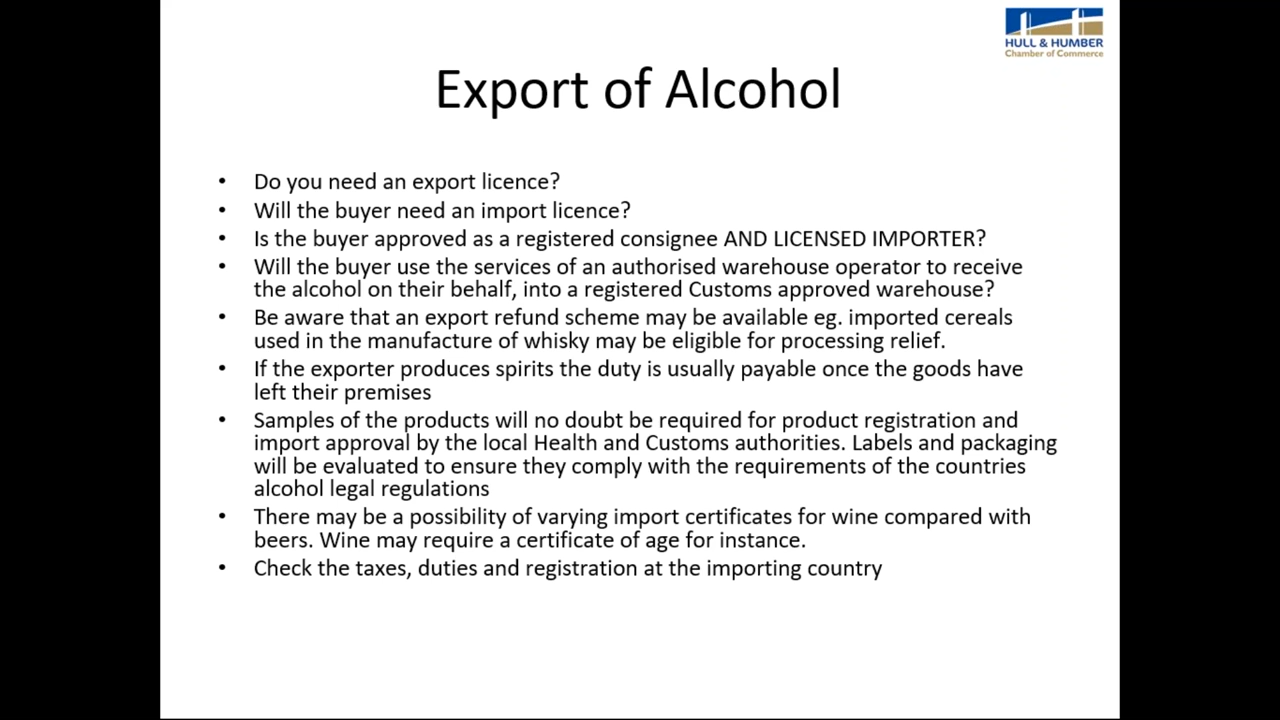 HULL & HUMBER
Chamber of Commerce
Export of Alcohol
• Do you need an export licence?
• Will the buyer need an import licence?
• Is the buyer approved as a registered consignee AND LICENSED IMPORTER?
• Will the buyer use the services of an authorised warehouse operator to receive
the alcohol on their behalf, into a registered Customs approved warehouse?
• Be aware that an export refund scheme may be available eg. imported cereals
used in the manufacture of whisky may be eligible for processing relief.
• If the exporter produces spirits the duty is usually payable once the goods have
left their premises
• Samples of the products will no doubt be required for product registration and
import approval by the local Health and Customs authorities. Labels and packaging
will be evaluated to ensure they comply with the requirements of the countries
alcohol legal regulations
• There may be a possibility of varying import certificates for wine compared with
beers. Wine may require a certificate of age for instance.
• Check the taxes, duties and registration at the importing country